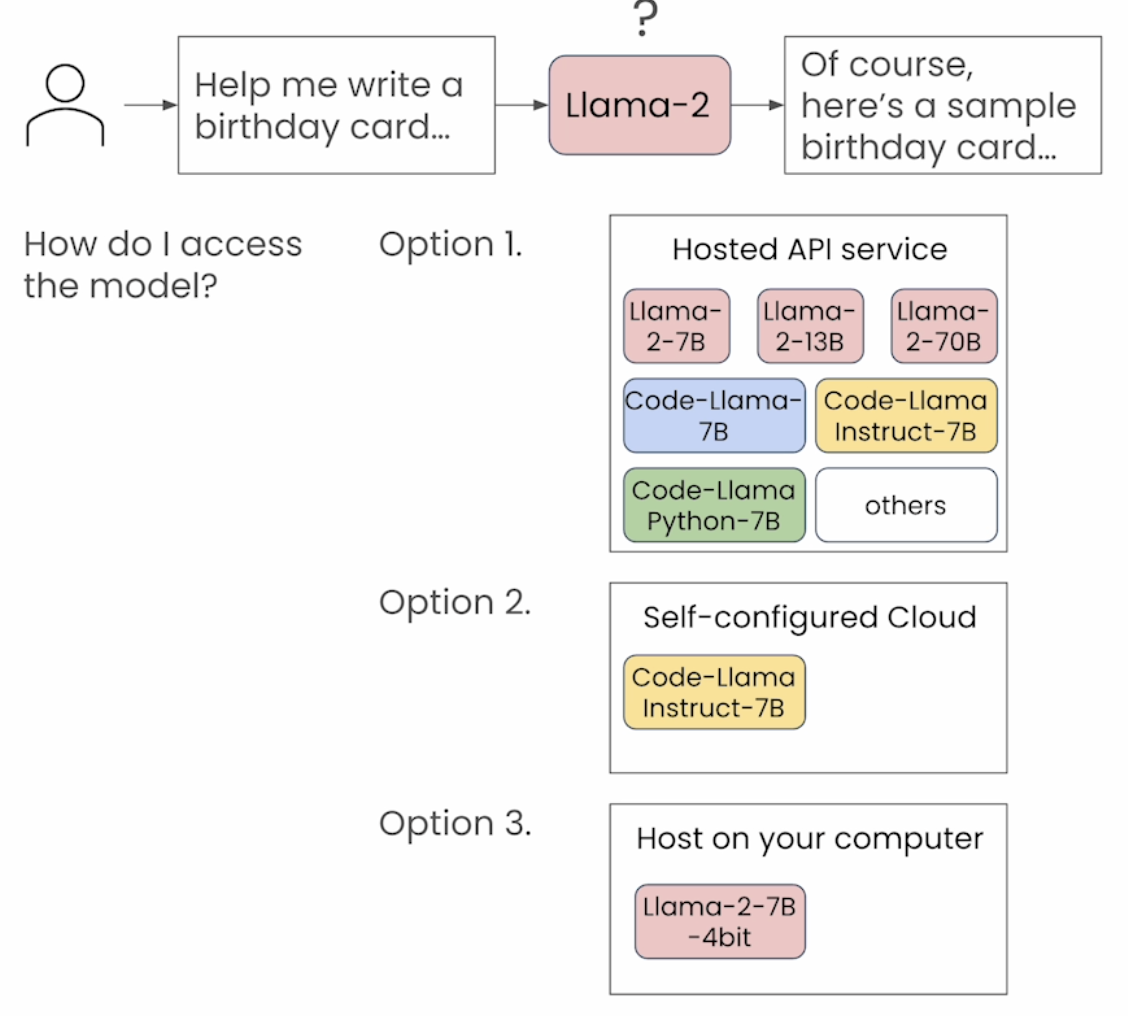 ?
Help me write a
birthday card...
Llama-2
Of course,
here's a sample
birthday card...
How do I access
the model?
Option 1.
Hosted API service
Llama-
2-7B
Llama-
2-13B
Llama-
2-70B
Code-Llama-
7B
Code-Llama
Instruct-7B
Code-Llama
Python-7B
others
Option 2.
Self-configured Cloud
Code-Llama
Instruct-7B
Option 3.
Host on your computer
Llama-2-7B
-4bit